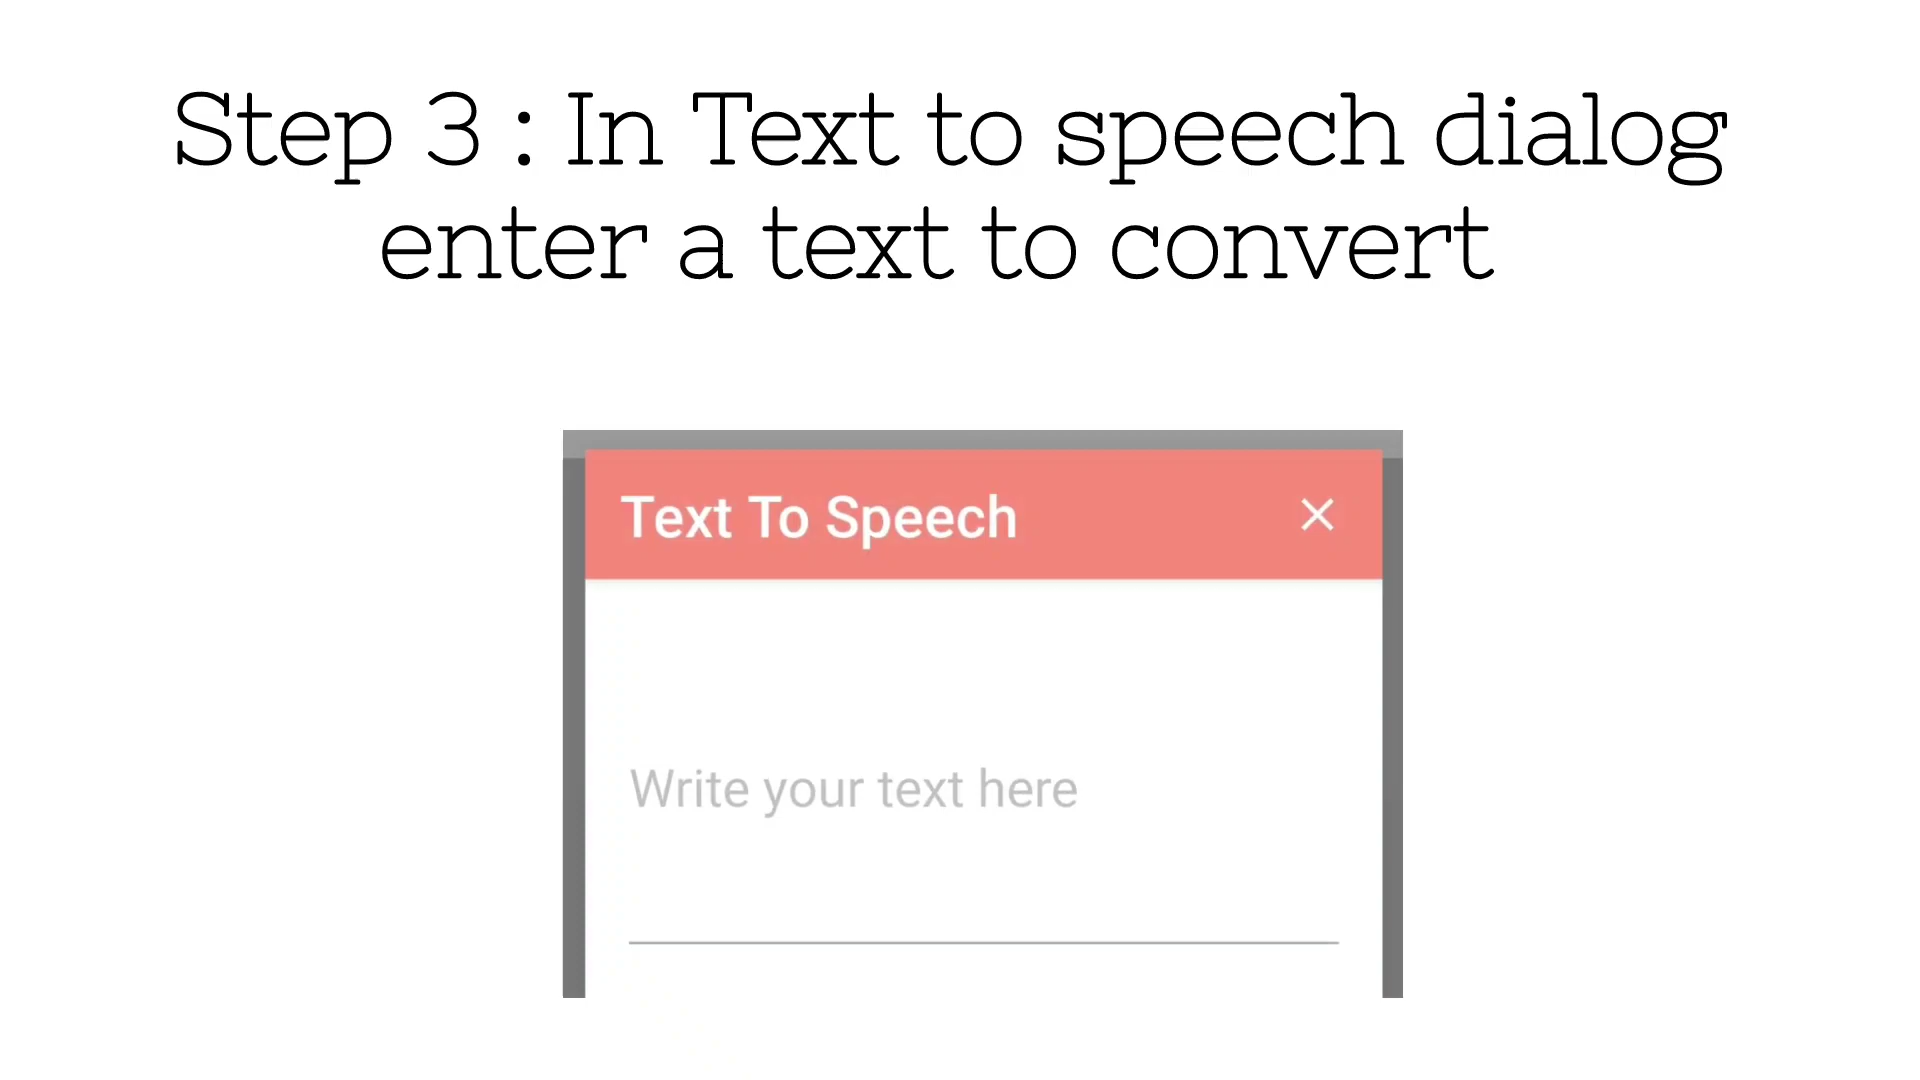 Step 3 : In Text to speech dialog
enter a text to convert
Text To Speech
Write your text here